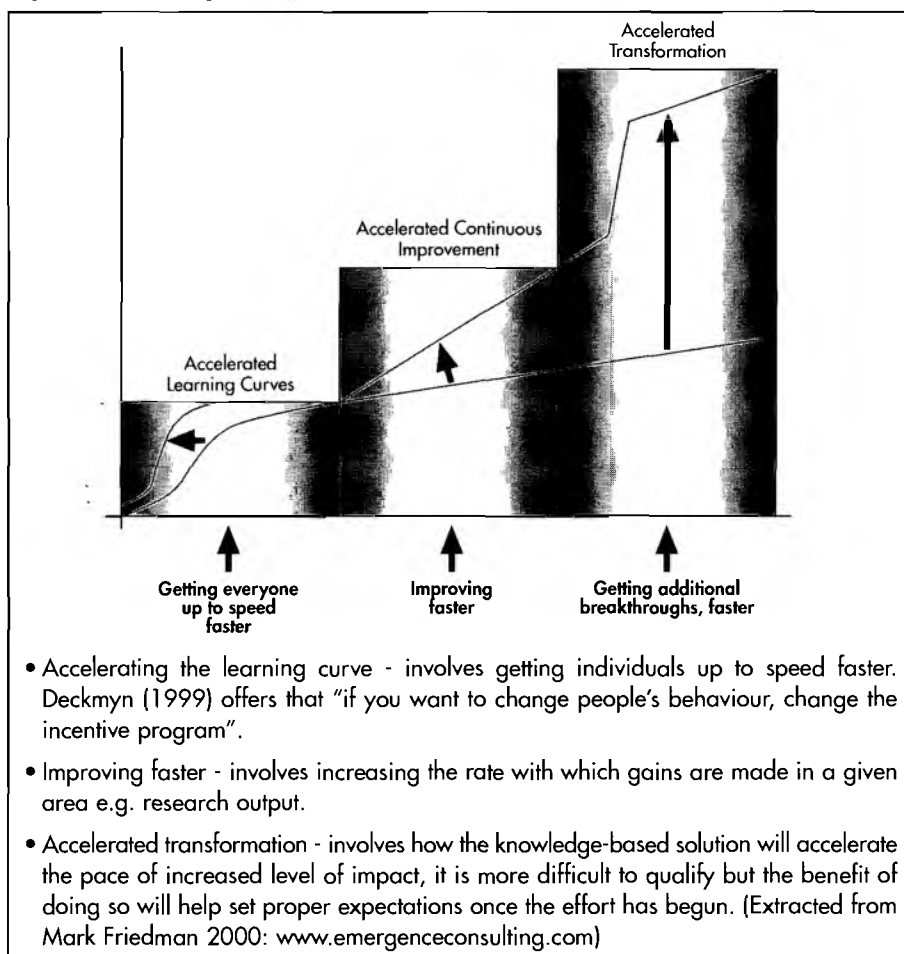 Accelerated
Transformation
Accelerated Continuous
Improvement
Accelerated
Learning Curves
Getting everyone
up to speed
faster
Improving
faster
Getting additional
breakthroughs, faster
• Accelerating the learning curve - involves getting individuals up to speed faster.
Deckmyn (1999) offers that "if you want to change people's behaviour, change the
incentive program".
• Improving faster - involves increasing the rate with which gains are made in a given
area e.g. research output.
• Accelerated transformation - involves how the knowledge-based solution will accelerate
the pace of increased level of impact, it is more difficult to qualify but the benefit of
doing so will help set proper expectations once the effort has begun. (Extracted from
Mark Friedman 2000: www.emergenceconsulting.com)